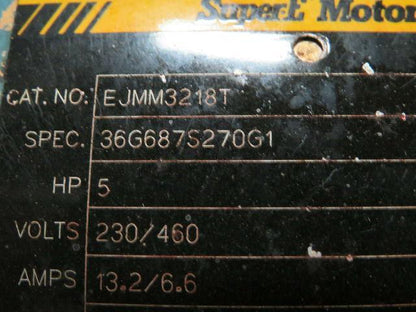 SuperE Motor
CAT. NO. EJMM3218T
SPEC. 36G687S270G1
HP 5
VOLTS 230/460
AMPS 13.2/6.6